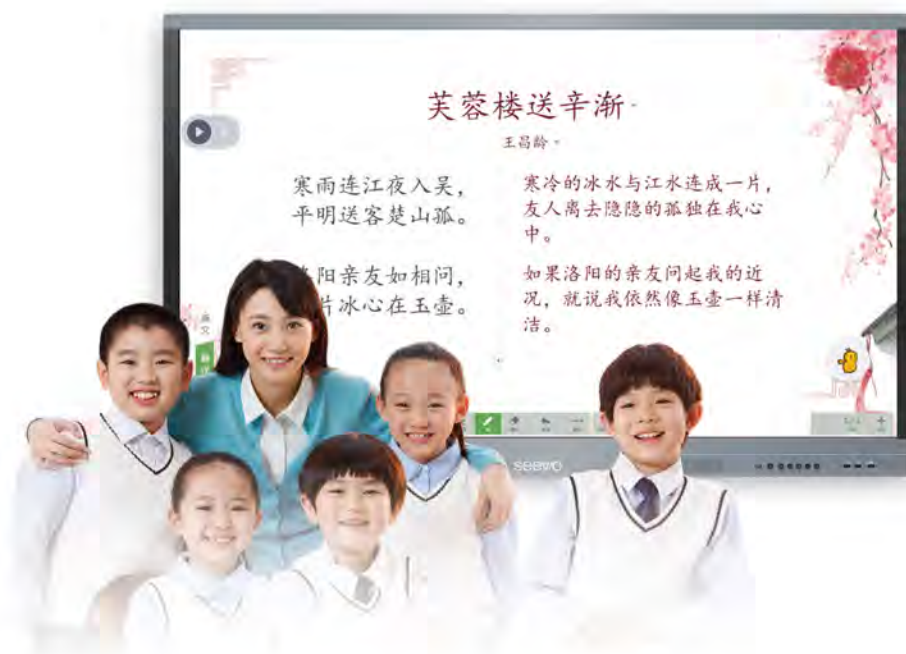 芙蓉楼送辛渐
王昌龄
寒雨连江夜入吴，
平明送客楚山孤。
阳亲友如相问，
片冰心在玉壶。
寒冷的冰水与江水连成一片，
友人离去隐隐的孤独在我心
中。
如果洛阳的亲友问起我的近
况，就说我依然像玉壶一样清
洁。
seewo